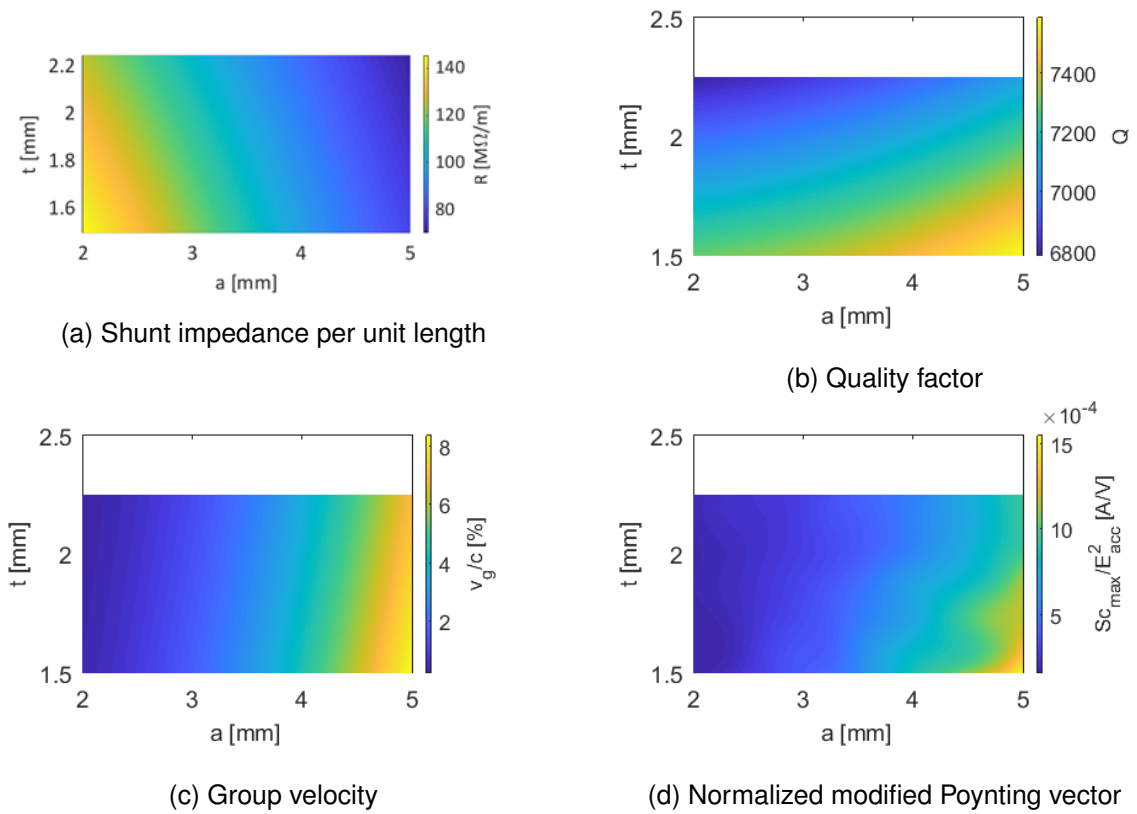 2.2
2
1.8
1.6
t [mm]
2
3
4
5
a [mm]
140
120
100
80
R [MΩ/m]
(a) Shunt impedance per unit length
2.5
2
1.5
t [mm]
2
3
4
5
a [mm]
7400
7200
7000
6800
Q
(b) Quality factor
2.5
2
1.5
t [mm]
2
3
4
5
a [mm]
8
6
4
2
v_g/c [%]
(c) Group velocity
2.5
2
1.5
t [mm]
2
3
4
5
a [mm]
× 10^-4
15
10
5
Sc_max/E^2_acc [A/V]
(d) Normalized modified Poynting vector